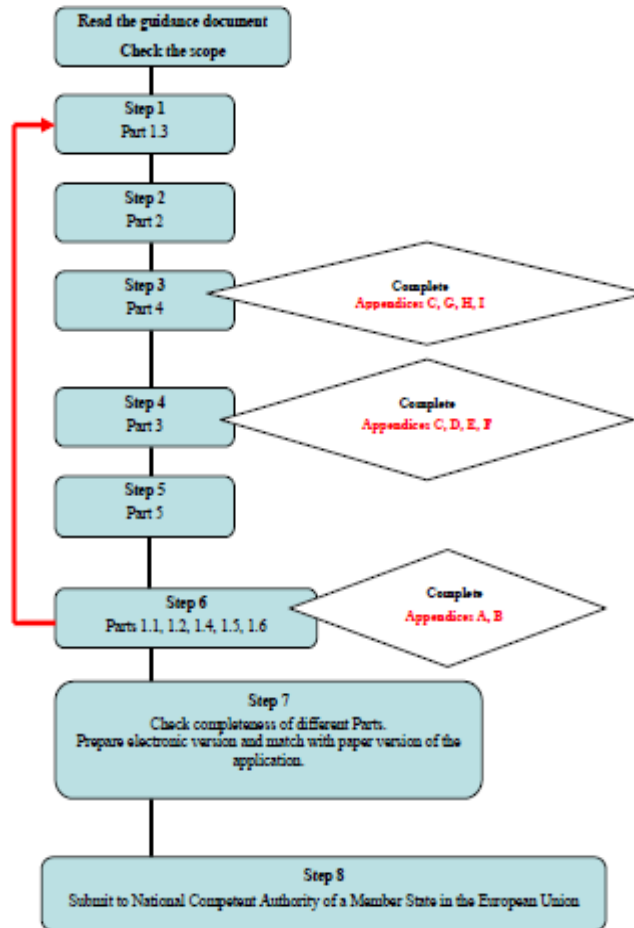 Read the guidance document
Check the scope
Step 1
Part 1.3
Step 2
Part 2
Step 3
Part 4
Complete
Appendices C, G, H, I
Step 4
Part 3
Complete
Appendices C, D, E, F
Step 5
Part 5
Step 6
Parts 1.1, 1.2, 1.4, 1.5, 1.6
Complete
Appendices A, B
Step 7
Check completeness of different Parts.
Prepare electronic version and match with paper version of the
application.
Step 8
Submit to National Competent Authority of a Member State in the European Union